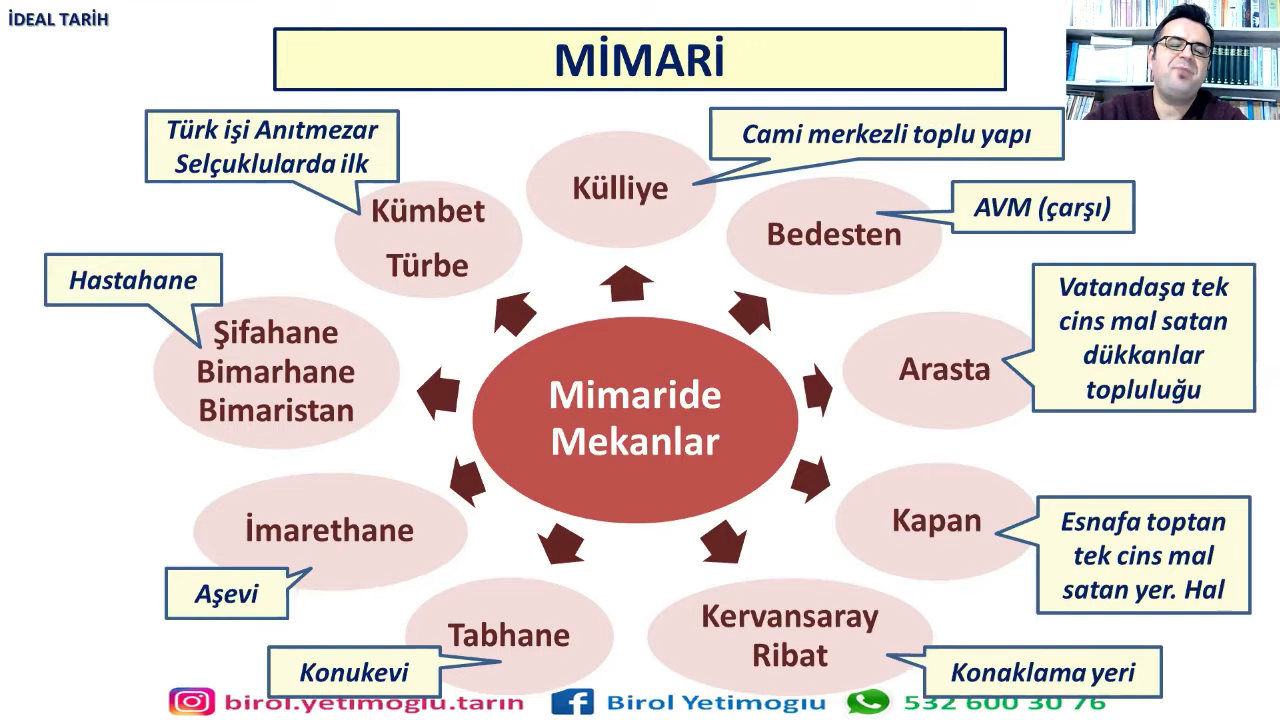 İDEAL TARİH
MİMARİ
Türk işi Anıtmezar
Selçuklularda ilk
Kümbet
Türbe
Külliye
Cami merkezli toplu yapı
Bedesten
AVM (çarşı)
Hastahane
Şifahane
Bimarhane
Bimaristan
Arasta
Vatandaşa tek
cins mal satan
dükkanlar
topluluğu
Mimaride
Mekanlar
İmarethane
Aşevi
Kapan
Esnafa toptan
tek cins mal
satan yer. Hal
Tabhane
Konukevi
Kervansaray
Ribat
Konaklama yeri
birol.yetimoglu.tarih
Birol Yetimoglu
532 600 30 76